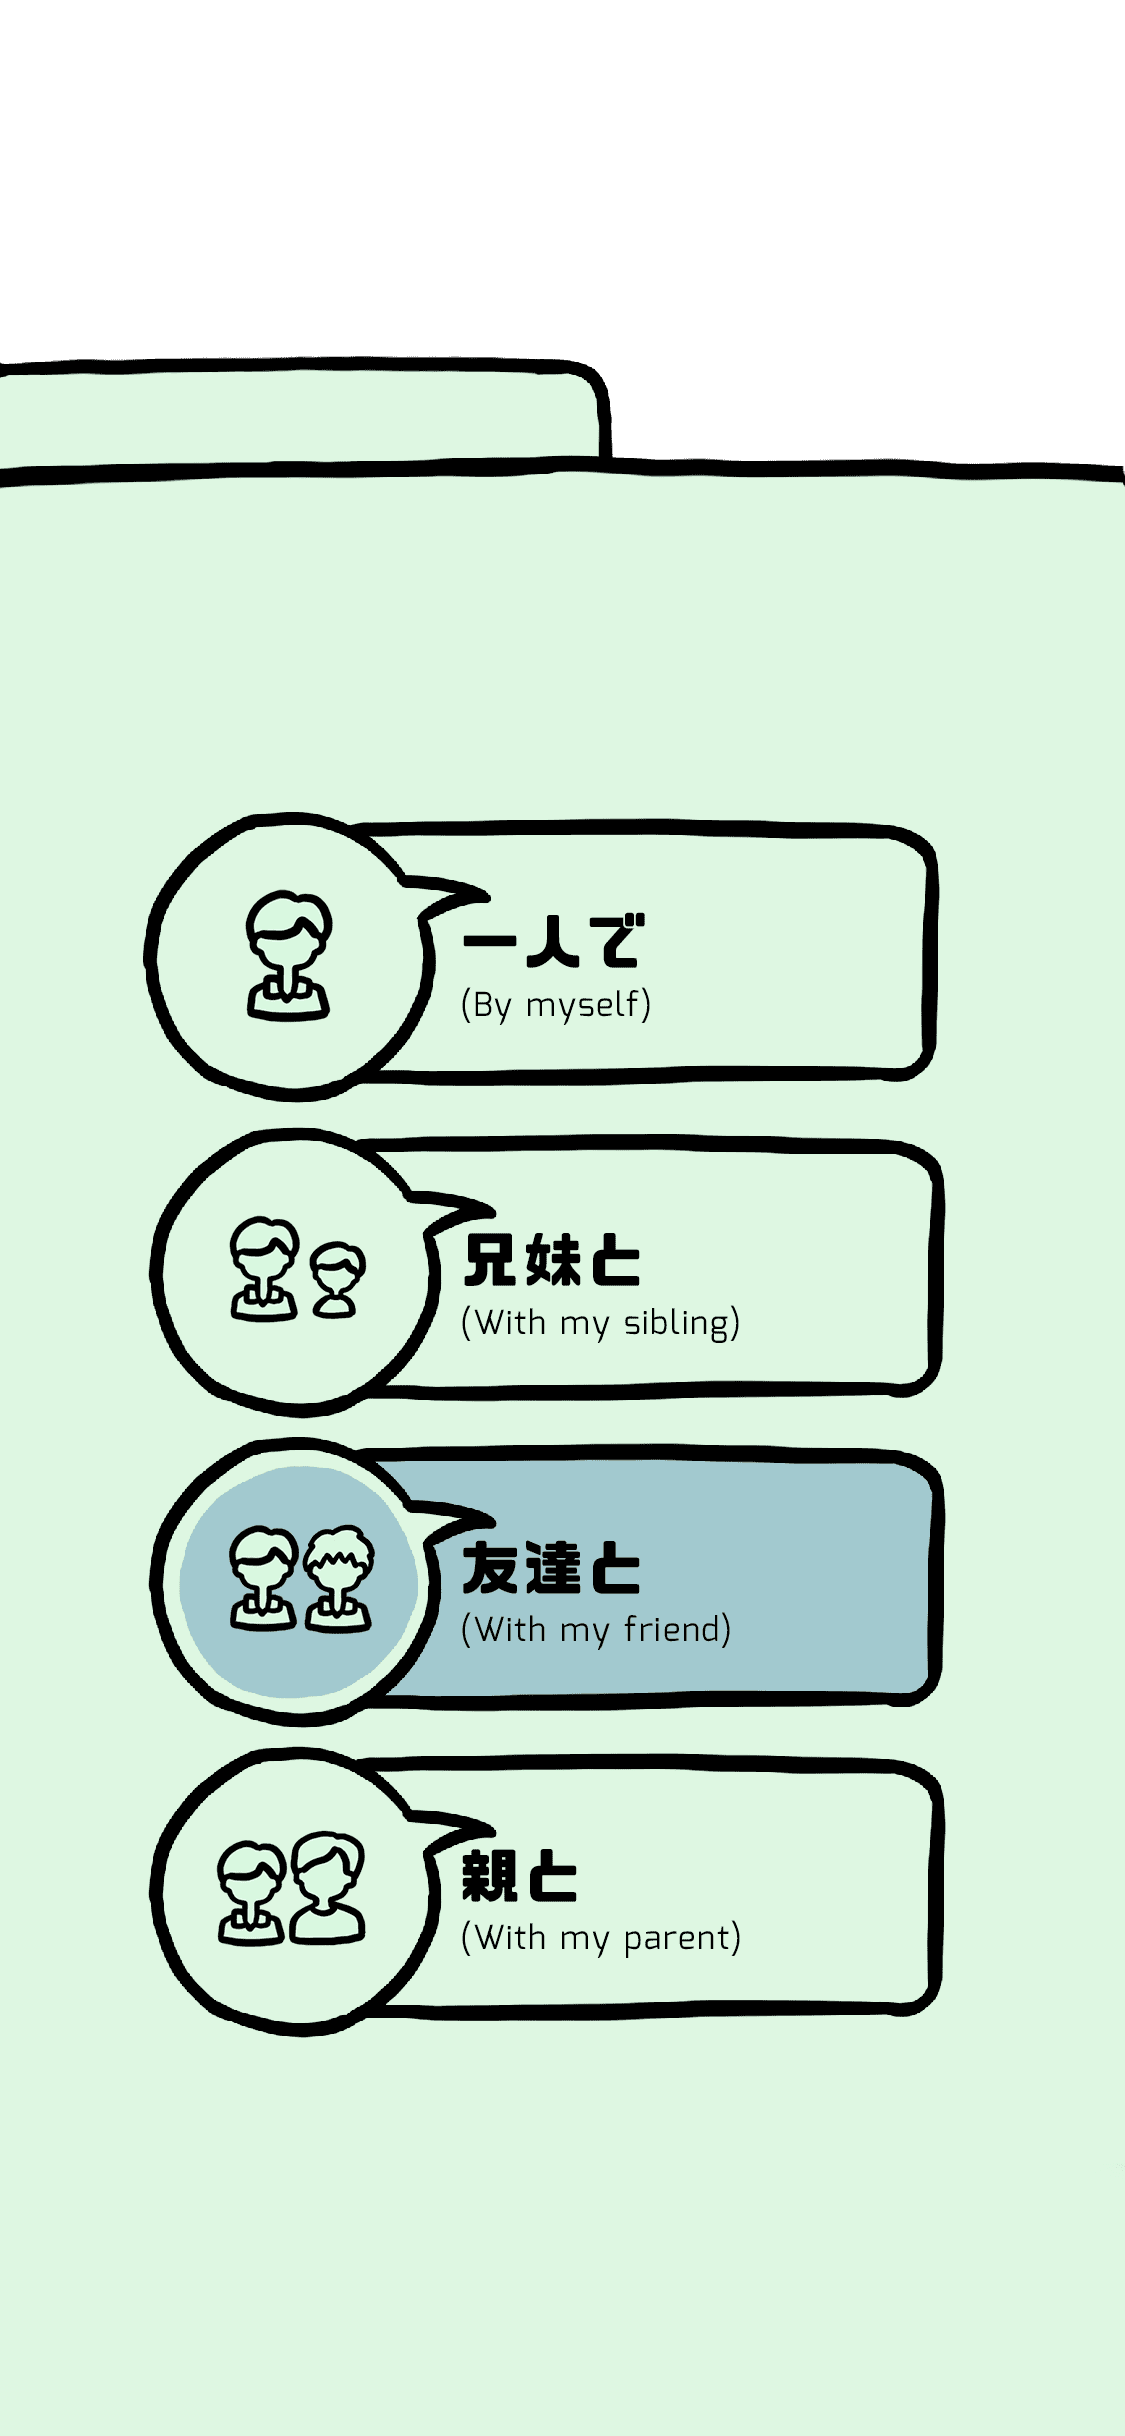 一人で
(By myself)
兄妹と
(With my sibling)
友達と
(With my friend)
親と
(With my parent)